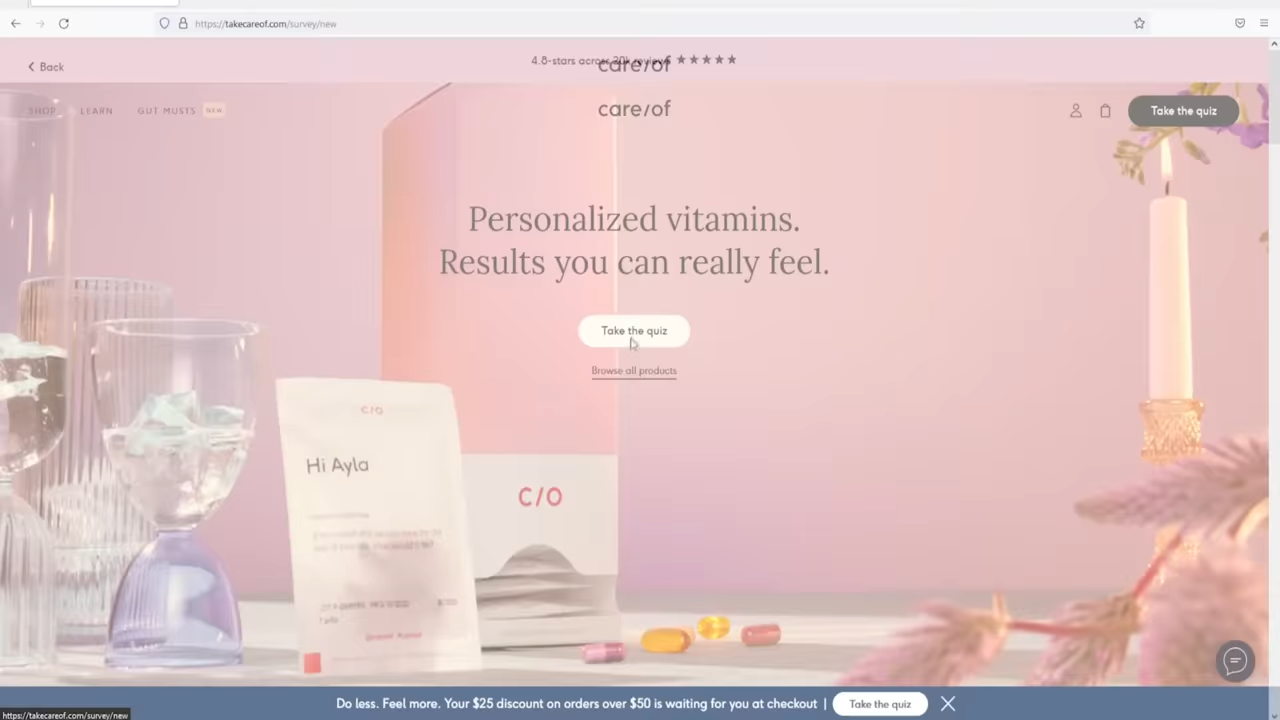 https://takecareof.com/survey/new
Back
4.8-stars across 20k reviews ★★★★★
care/of
SHOP LEARN GUT MUSTS NEW
care/of
Take the quiz
Personalized vitamins.
Results you can really feel.
Take the quiz
Browse all products
C/O
Hi Ayla
C/O
Do less. Feel more. Your $25 discount on orders over $50 is waiting for you at checkout | Take the quiz
https://takecareof.com/survey/new